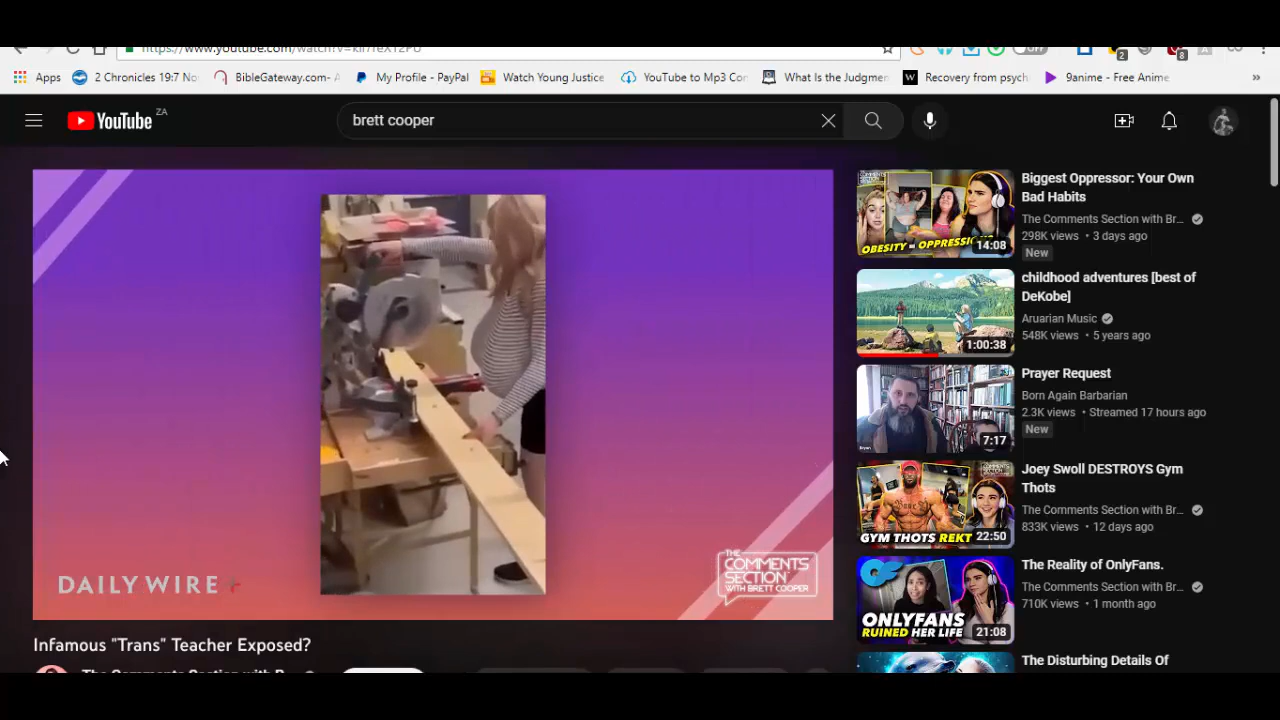 Apps
2 Chronicles 19:7 No
BibleGateway.com- A
My Profile - PayPal
Watch Young Justice
YouTube to Mp3 Con
What Is the Judgmen
Recovery from psych
9anime - Free Anime
»
2
8
YouTube ZA
brett cooper
DAILY WIRE +
THE COMMENTS SECTION WITH BRETT COOPER
Infamous "Trans" Teacher Exposed?
OBESITY = OPPRESSI
14:08
Biggest Oppressor: Your Own
Bad Habits
The Comments Section with Br...
298K views • 3 days ago
New
1:00:38
childhood adventures [best of
DeKobe]
Aruarian Music
548K views • 5 years ago
7:17
Prayer Request
Born Again Barbarian
2.3K views • Streamed 17 hours ago
New
GYM THOTS REKT
22:50
Joey Swoll DESTROYS Gym
Thots
The Comments Section with Br...
833K views • 12 days ago
ONLYFANS
RUINED HER LIFE
21:08
The Reality of OnlyFans.
The Comments Section with Br...
710K views • 1 month ago
The Disturbing Details Of